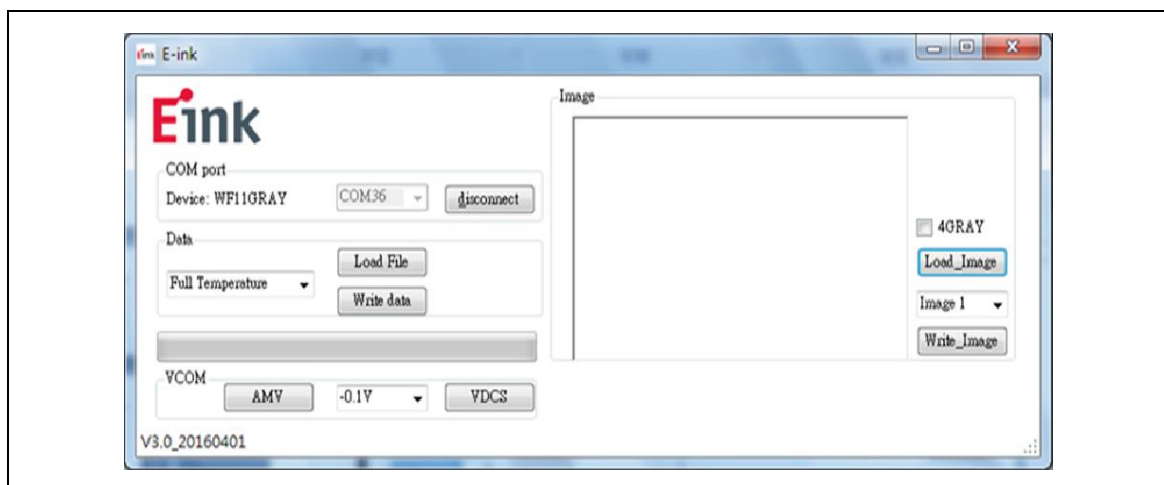 Eink E-ink
Eink
COM port
Device: WF11GRAY COM36 disconnect
Data
Full Temperature
Load File
Write data
VCOM
AMV -0.1V VDCS
V3.0_20160401
Image
4GRAY
Load_Image
Image 1
Write_Image